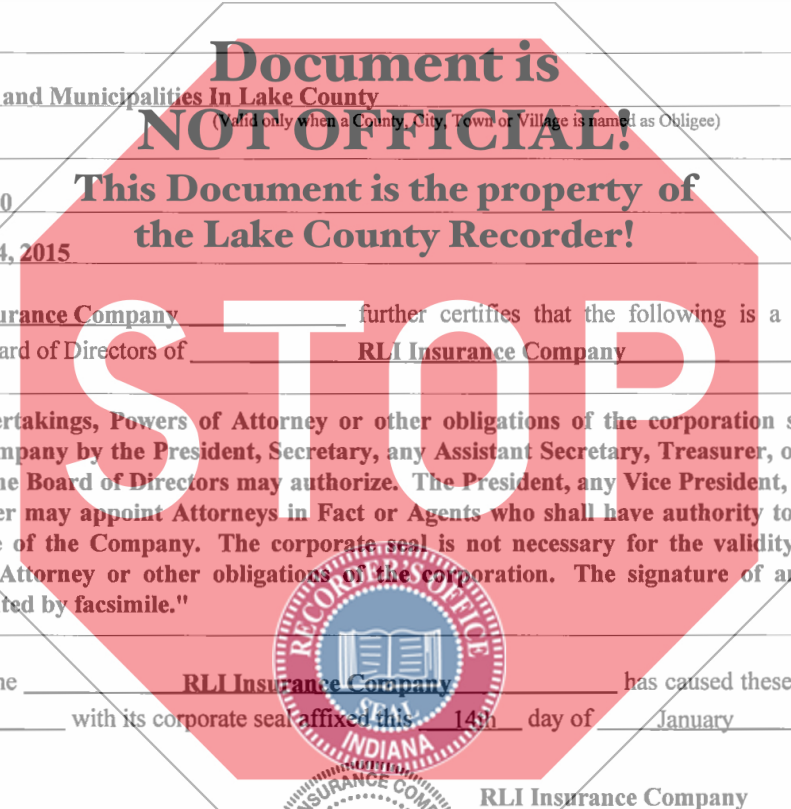 Document is
and Municipalities In Lake County
NOT OFFICIAL!
(Valid only when a County, City, Town or Village is named as Obligee)
This Document is the property of
0
the Lake County Recorder!
4, 2015
STOP
urance Company further certifies that the following is a
ard of Directors of RLI Insurance Company
ertakings, Powers of Attorney or other obligations of the corporation s
mpany by the President, Secretary, any Assistant Secretary, Treasurer, o
he Board of Directors may authorize. The President, any Vice President,
er may appoint Attorneys in Fact or Agents who shall have authority to
e of the Company. The corporate seal is not necessary for the validity
Attorney or other obligations of the corporation. The signature of an
ted by facsimile."
RECORDER'S OFFICE
SEAL
INDIANA
he RLI Insurance Company has caused these
with its corporate seal affixed this 14th day of January
SURANCE COM
RLI Insurance Company